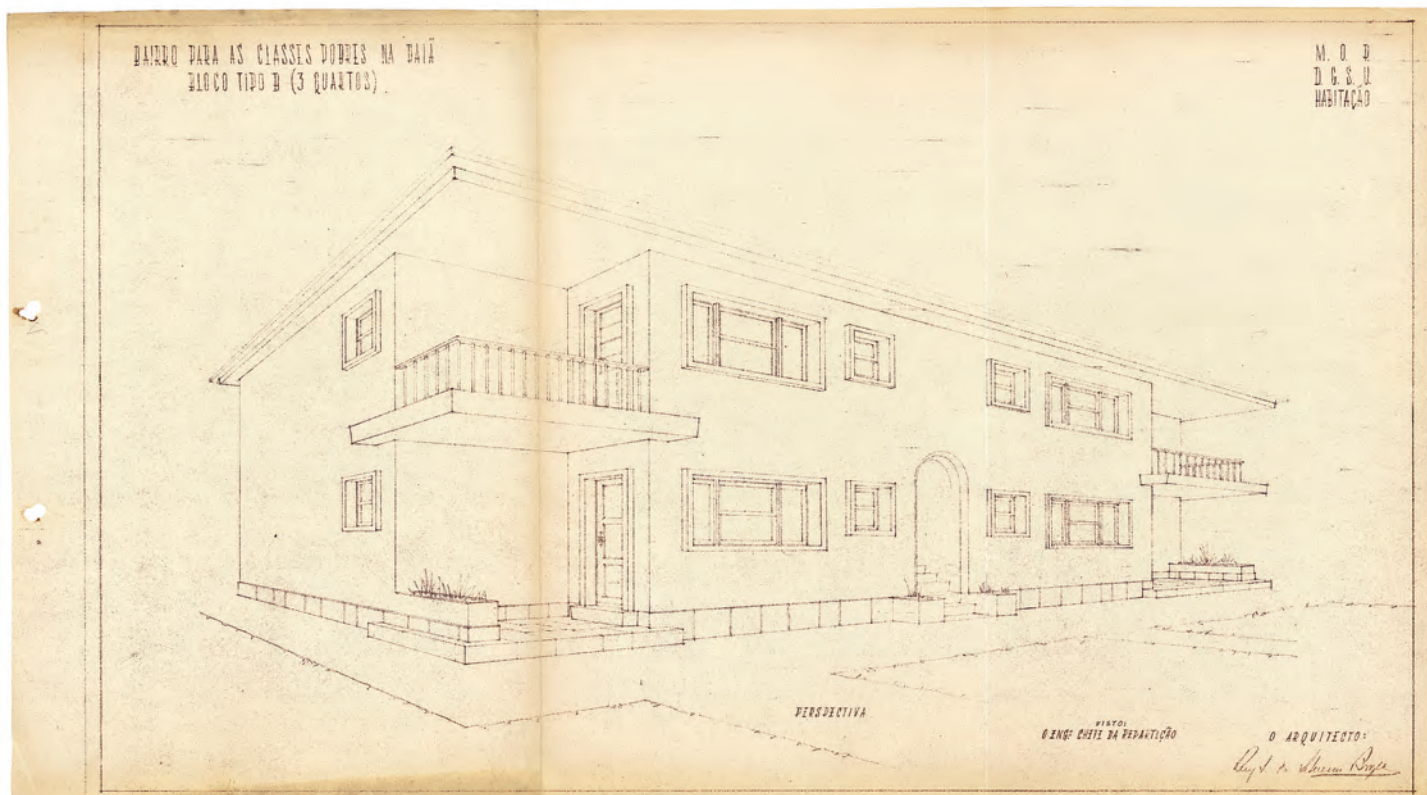 BAIRRO PARA AS CLASSES POBRES NA BAIÃ
BLOCO TIPO B (3 QUARTOS)
M. O. P
D. G. S. U.
HABITAÇÃO
PERSPECTIVA
VISTO:
O ENGº CHEFE DA REPARTIÇÃO
O ARQUITECTO: